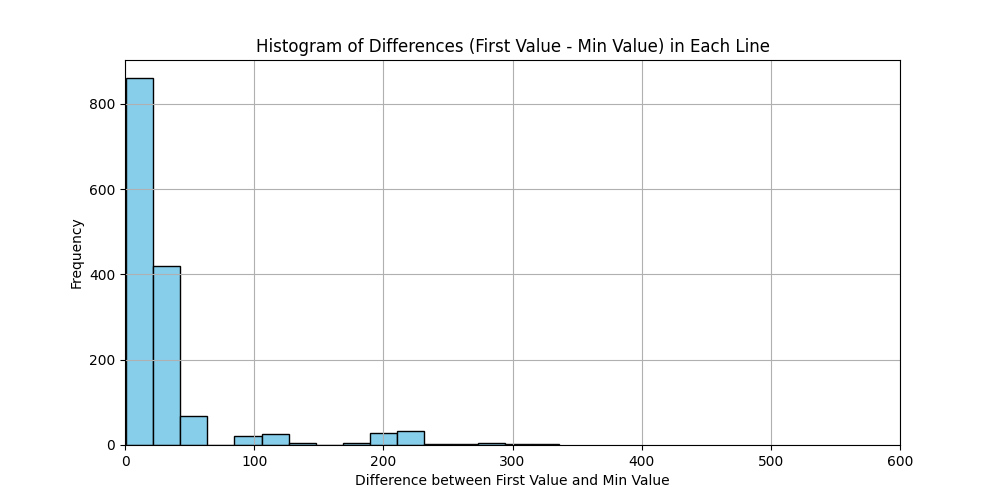 Histogram of Differences (First Value - Min Value) in Each Line
800
600
400
200
0
Frequency
0 100 200 300 400 500 600
Difference between First Value and Min Value